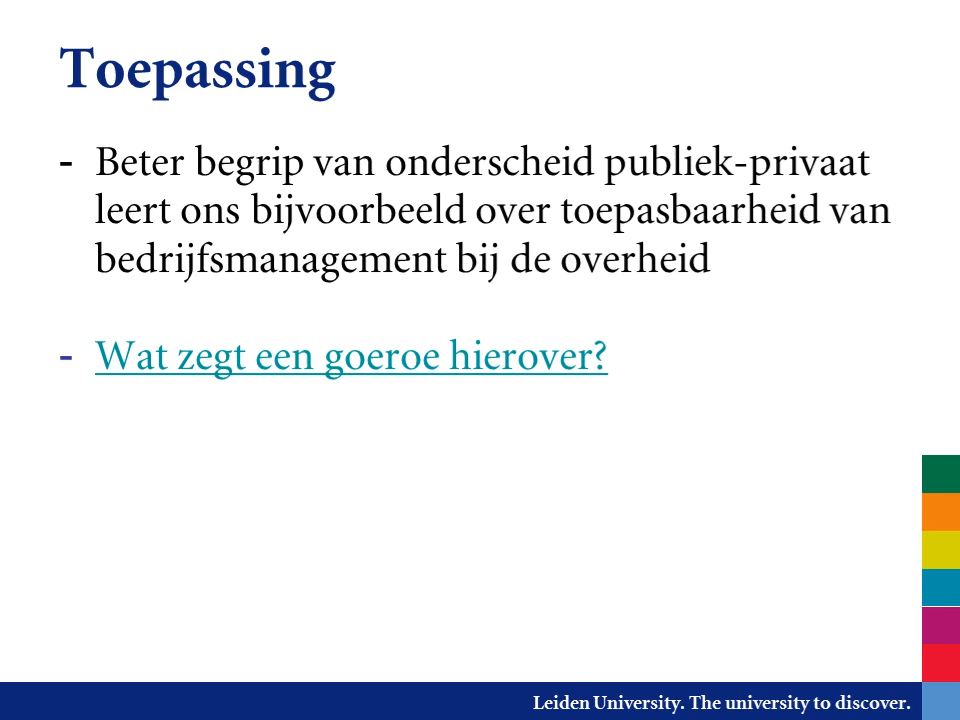 Toepassing
- Beter begrip van onderscheid publiek-privaat
leert ons bijvoorbeeld over toepasbaarheid van
bedrijfsmanagement bij de overheid
- Wat zegt een goeroe hierover?
Leiden University. The university to discover.